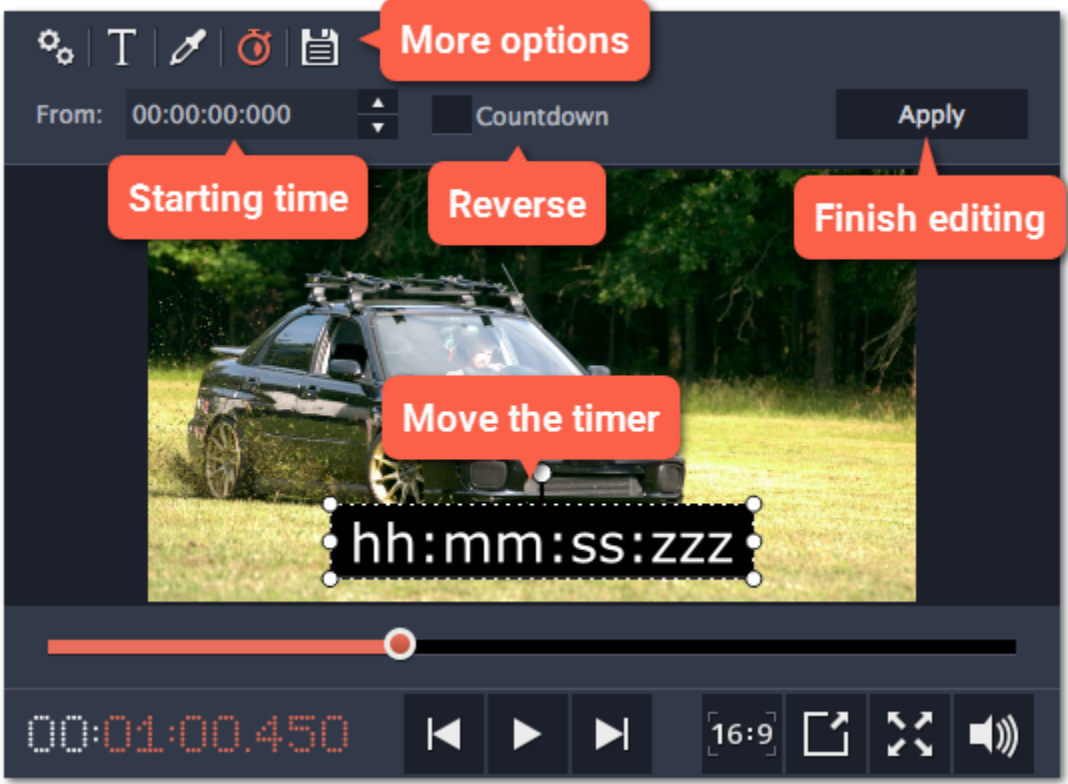 T
More options
From: 00:00:00:000 Countdown Apply
Starting time
Reverse
Finish editing
Move the timer
hh:mm:ss:zzz
00:01:00.450
16:9